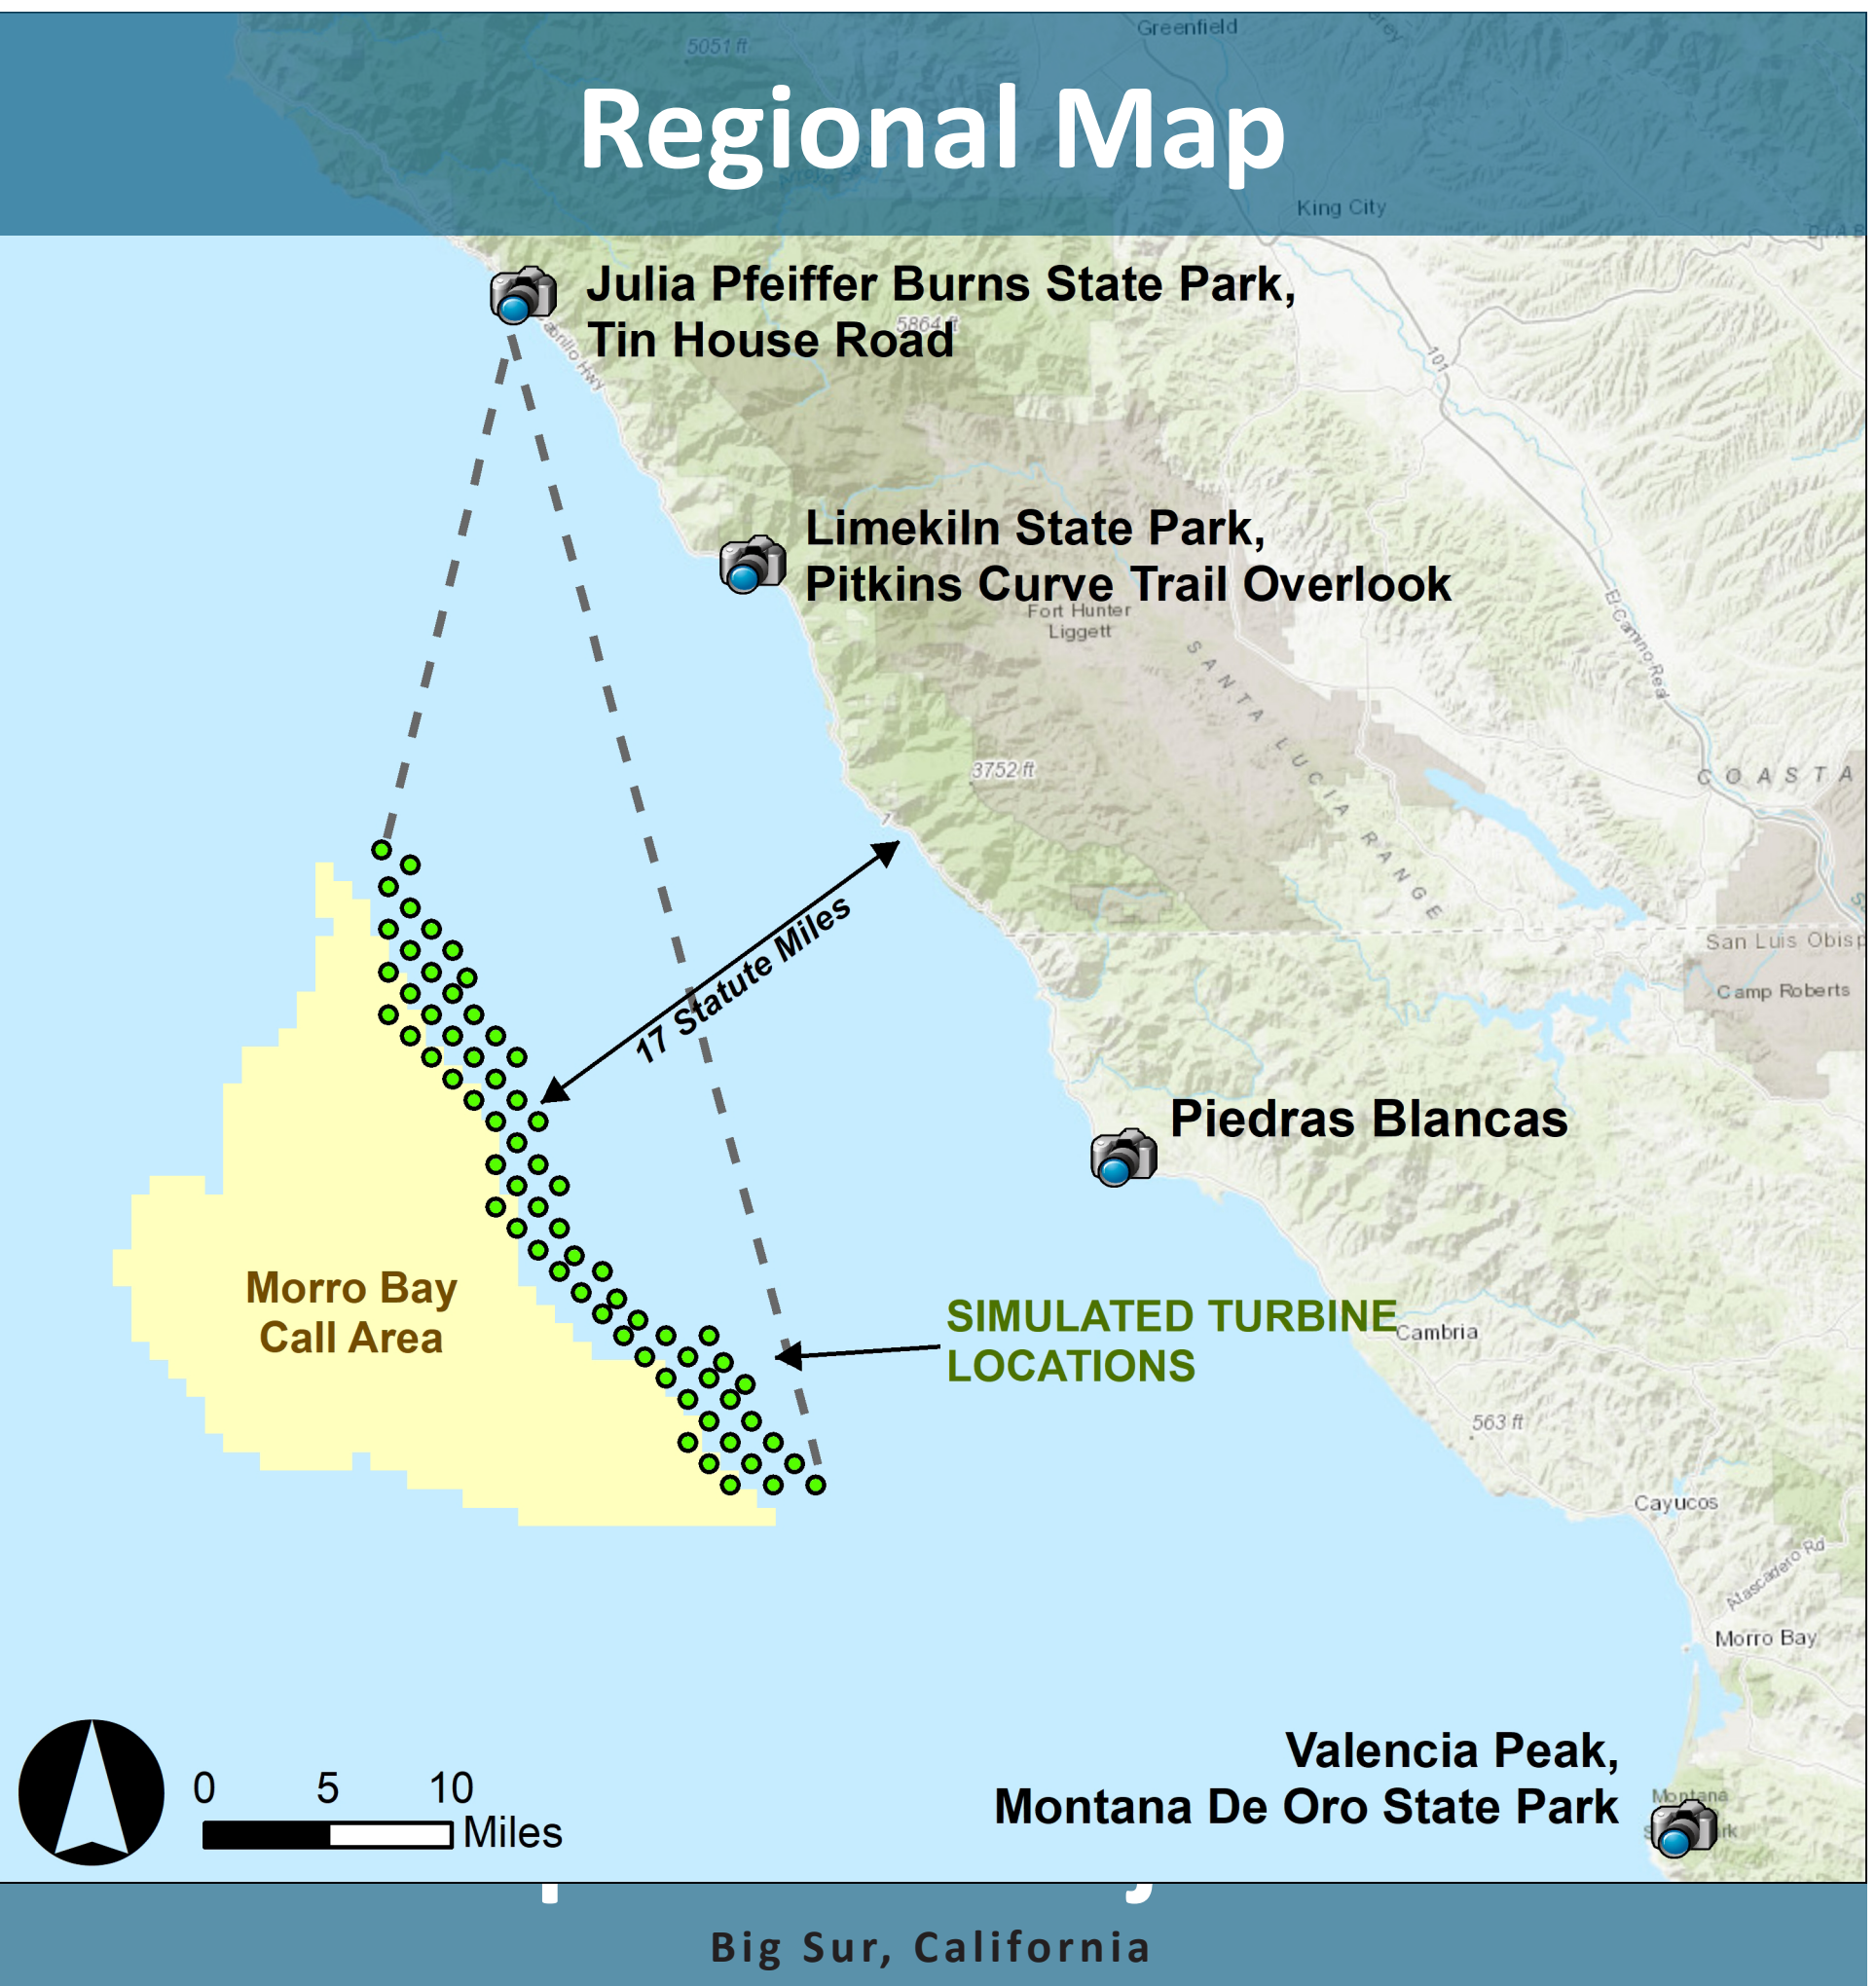 Greenfield
5051 ft
Regional Map
King City
Julia Pfeiffer Burns State Park,
Tin House Road
5864 ft
101
Limekiln State Park,
Pitkins Curve Trail Overlook
Fort Hunter
Liggett
El Camino Real
SANTA LUCIA RANGE
3752 ft
COASTA
1
17 Statute Miles
San Luis Obisp
Camp Roberts
Piedras Blancas
Morro Bay
Call Area
SIMULATED TURBINE
LOCATIONS
Cambria
563 ft
Cayucos
Atascadero Rd
Morro Bay
Valencia Peak,
Montana De Oro State Park
Montana
0 5 10
Miles
Big Sur, California